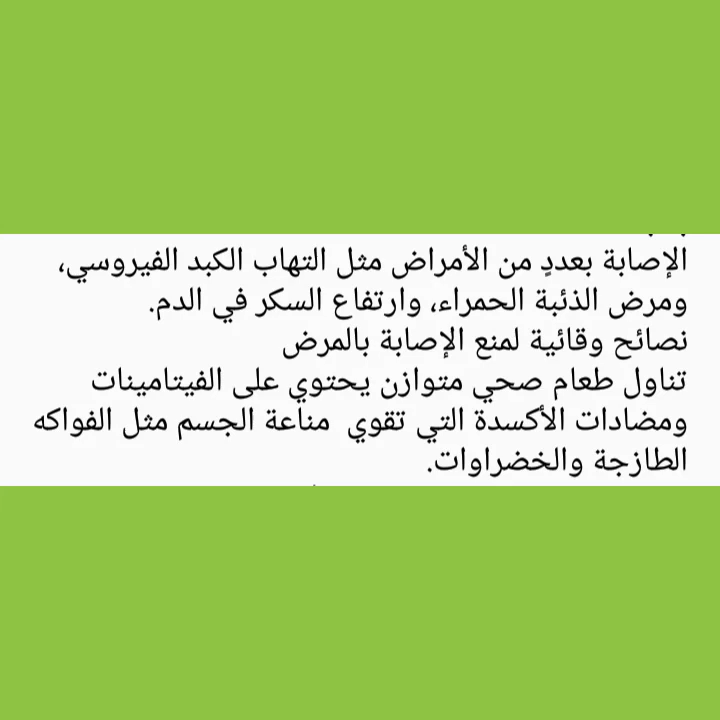 الإصابة بعددٍ من الأمراض مثل التهاب الكبد الفيروسي،
ومرض الذئبة الحمراء، وارتفاع السكر في الدم.
نصائح وقائية لمنع الإصابة بالمرض
تناول طعام صحي متوازن يحتوي على الفيتامينات
ومضادات الأكسدة التي تقوي  مناعة الجسم مثل الفواكه
الطازجة والخضراوات.